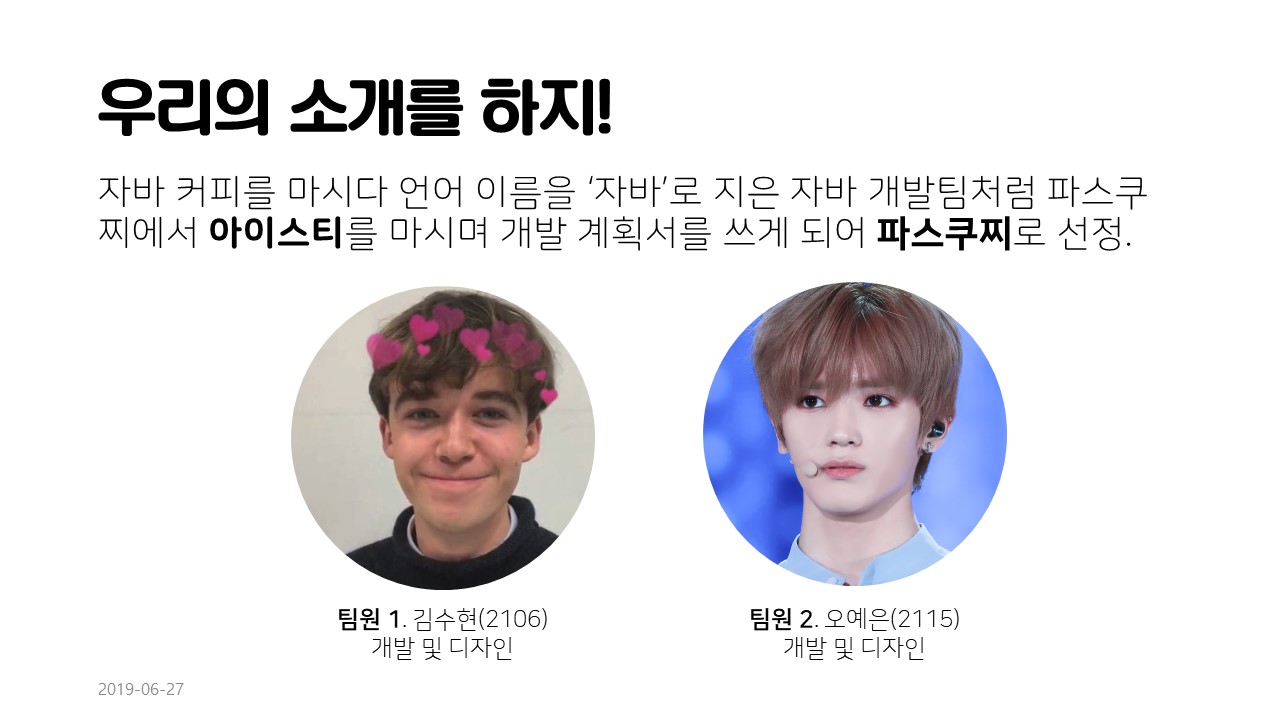 우리의 소개를 하지!
자바 커피를 마시다 언어 이름을 ‘자바’로 지은 자바 개발팀처럼 파스쿠
찌에서 아이스티를 마시며 개발 계획서를 쓰게 되어 파스쿠찌로 선정.
팀원 1. 김수현(2106)
개발 및 디자인
팀원 2. 오예은(2115)
개발 및 디자인
2019-06-27